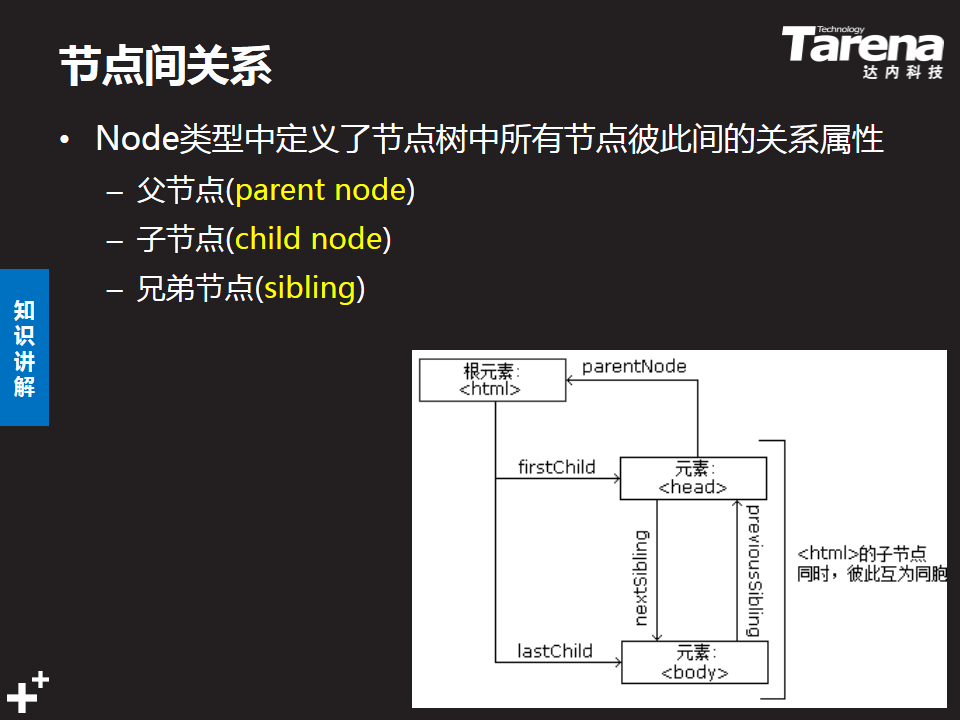 节点间关系
Technology
Tarena
达内科技
• Node类型中定义了节点树中所有节点彼此间的关系属性
– 父节点(parent node)
– 子节点(child node)
– 兄弟节点(sibling)
知识讲解
根元素:
<html>
parentNode
firstChild
元素:
<head>
nextSibling
previousSibling
<html>的子节点
同时，彼此互为同胞
lastChild
元素:
<body>